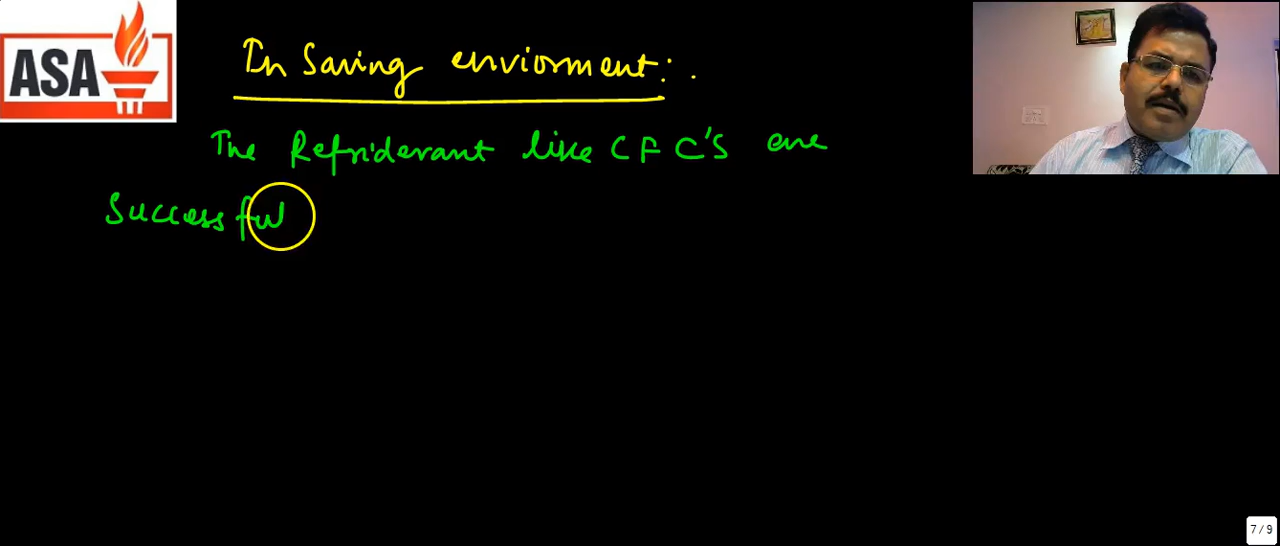 ASA
In Saving enviorment:.
The Refriderant like CFC's are
Successful
7/9